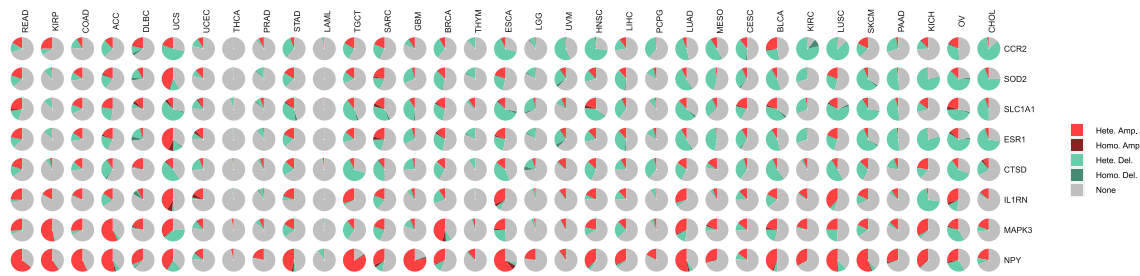 READ KIRP COAD ACC DLBC UCS UCEC THCA PRAD STAD LAML TGCT SARC GBM BRCA THYM ESCA LGG UVM HNSC LIHC PCPG LUAD MESO CESC BLCA KIRC LUSC SKCM PAAD KICH OV CHOL
CCR2
SOD2
SLC1A1
ESR1
CTSD
IL1RN
MAPK3
NPY
Hete. Amp.
Homo. Amp
Hete. Del.
Homo. Del.
None